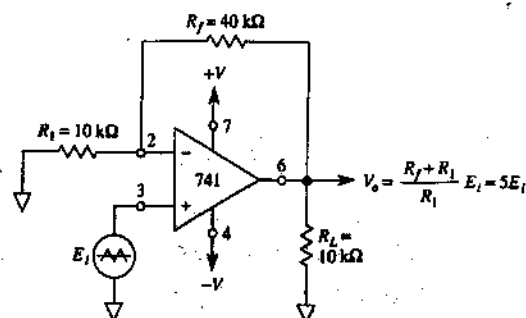 R_f = 40 kΩ
+V
R_1 = 10 kΩ
2
7
−
6
741
V_o = \frac{R_f + R_1}{R_1} E_i = 5E_i
3
+
4
R_L =
10 kΩ
E_i
−V